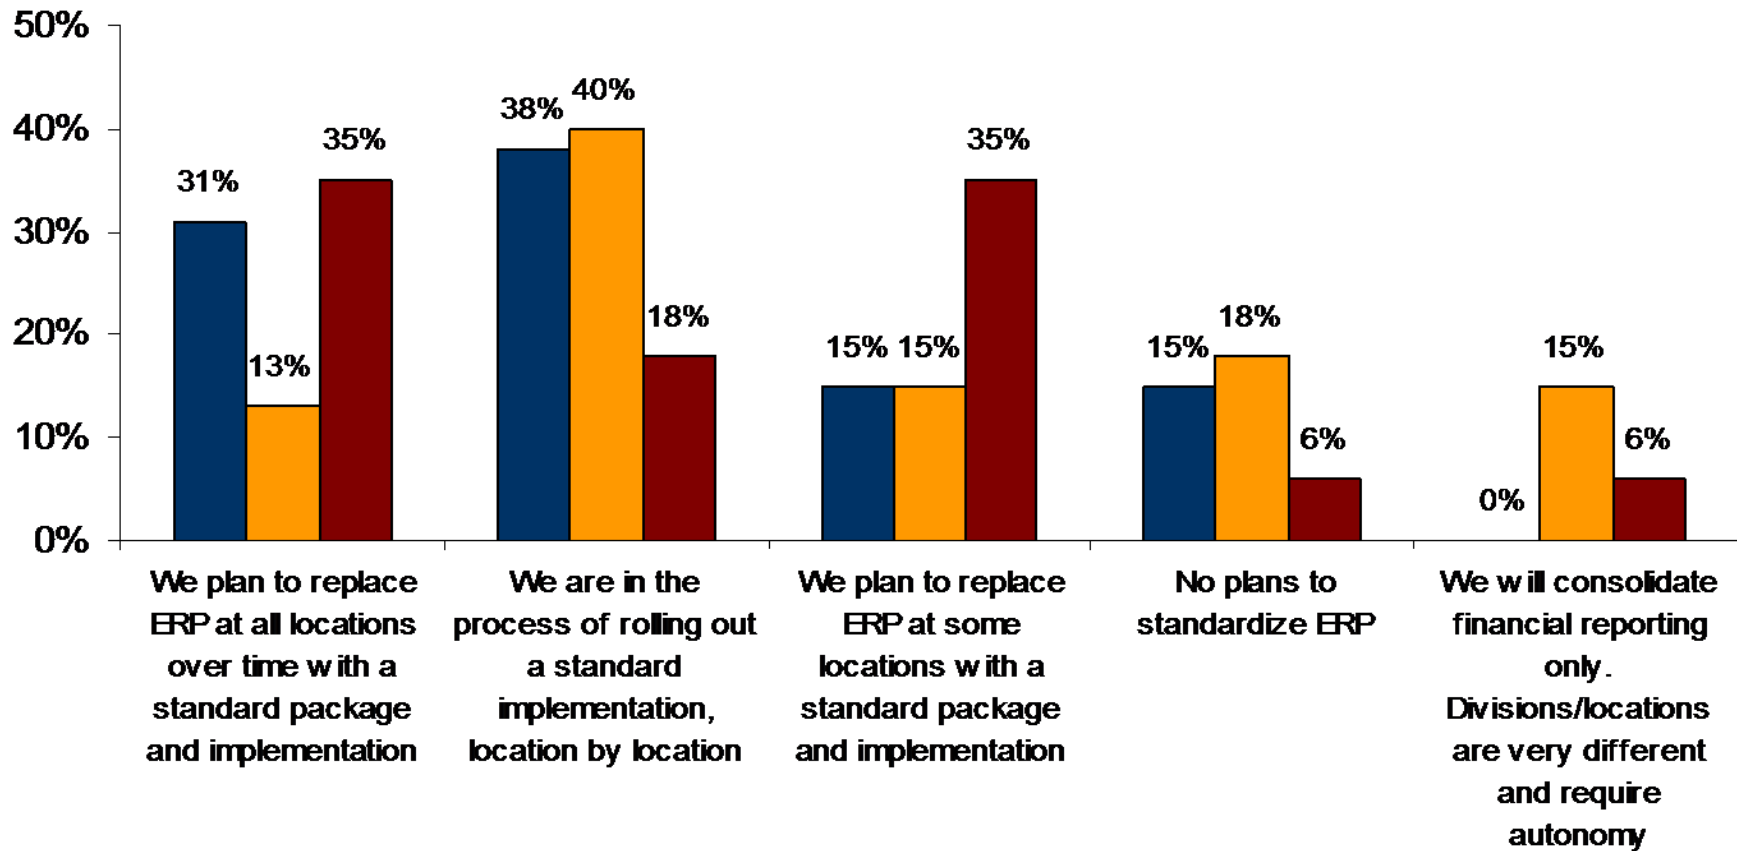 50%
40%
30%
20%
10%
0%
31%
13%
35%
38%
40%
18%
15%
15%
35%
15%
18%
6%
0%
15%
6%
We plan to replace
ERP at all locations
over time with a
standard package
and implementation
We are in the
process of rolling out
a standard
implementation,
location by location
We plan to replace
ERP at some
locations with a
standard package
and implementation
No plans to
standardize ERP
We will consolidate
financial reporting
only.
Divisions/locations
are very different
and require
autonomy